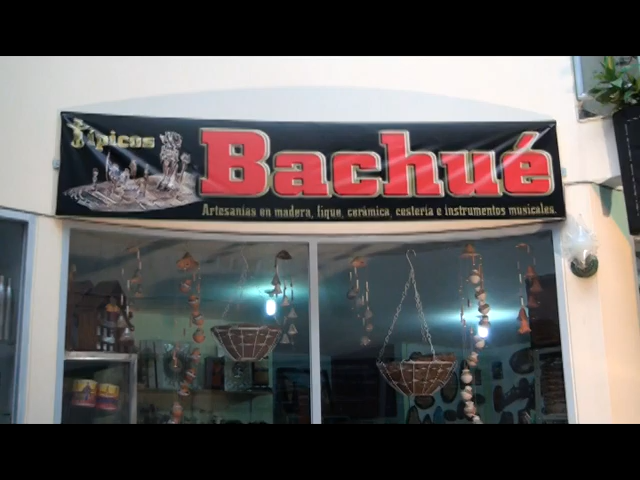 Típicos
Bachué
Artesanías en madera, fique, cerámica, cestería e instrumentos musicales.